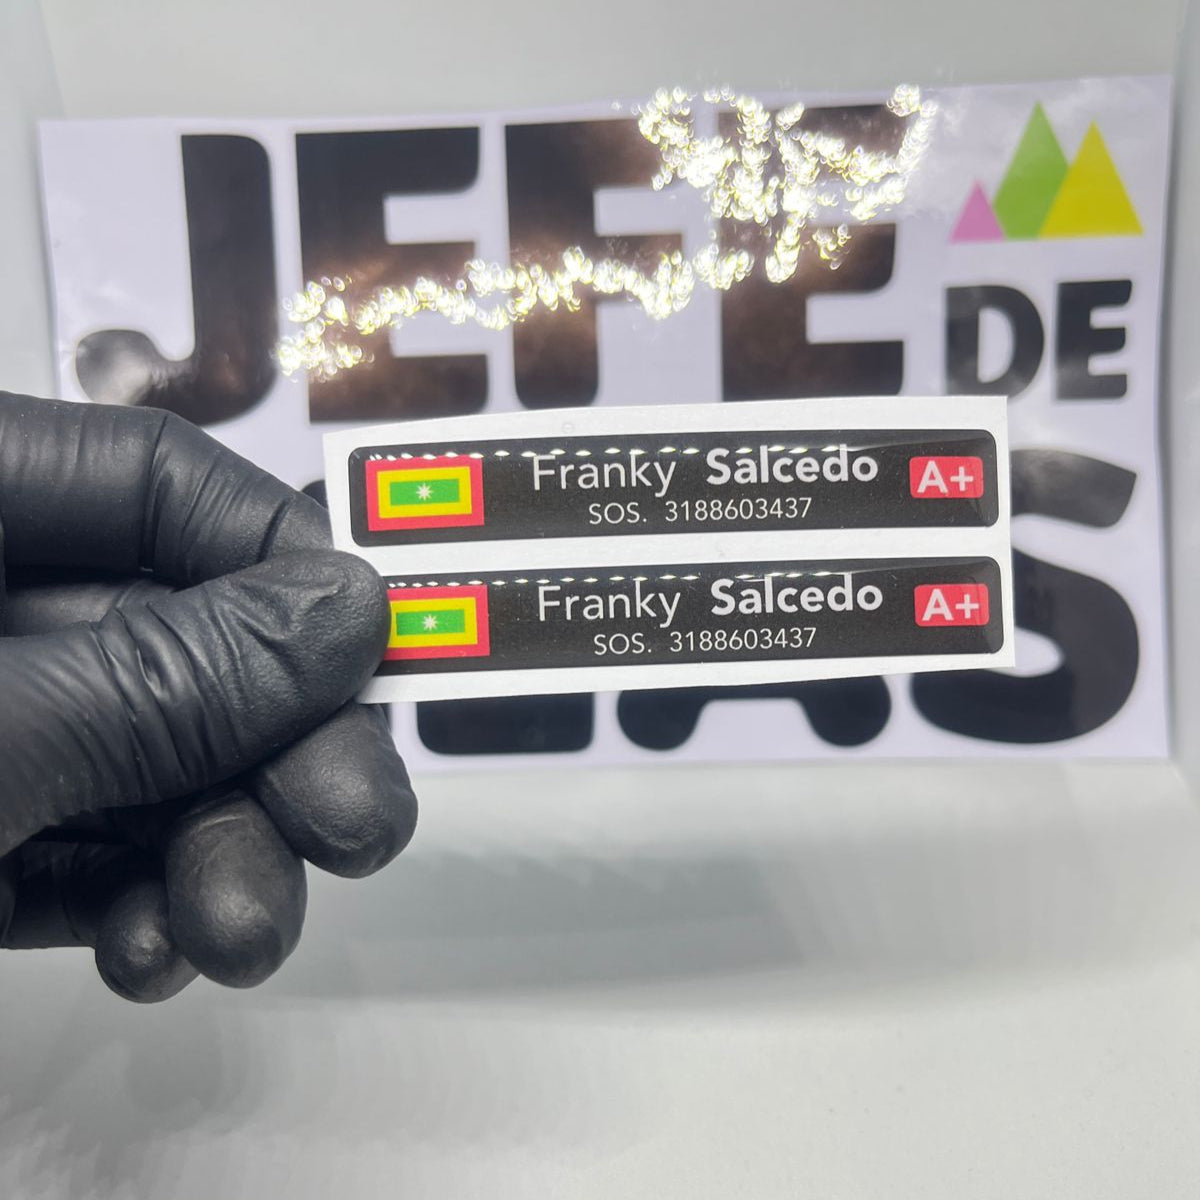 JEFE
DE
Franky Salcedo A+
SOS. 3188603437
Franky Salcedo A+
SOS. 3188603437